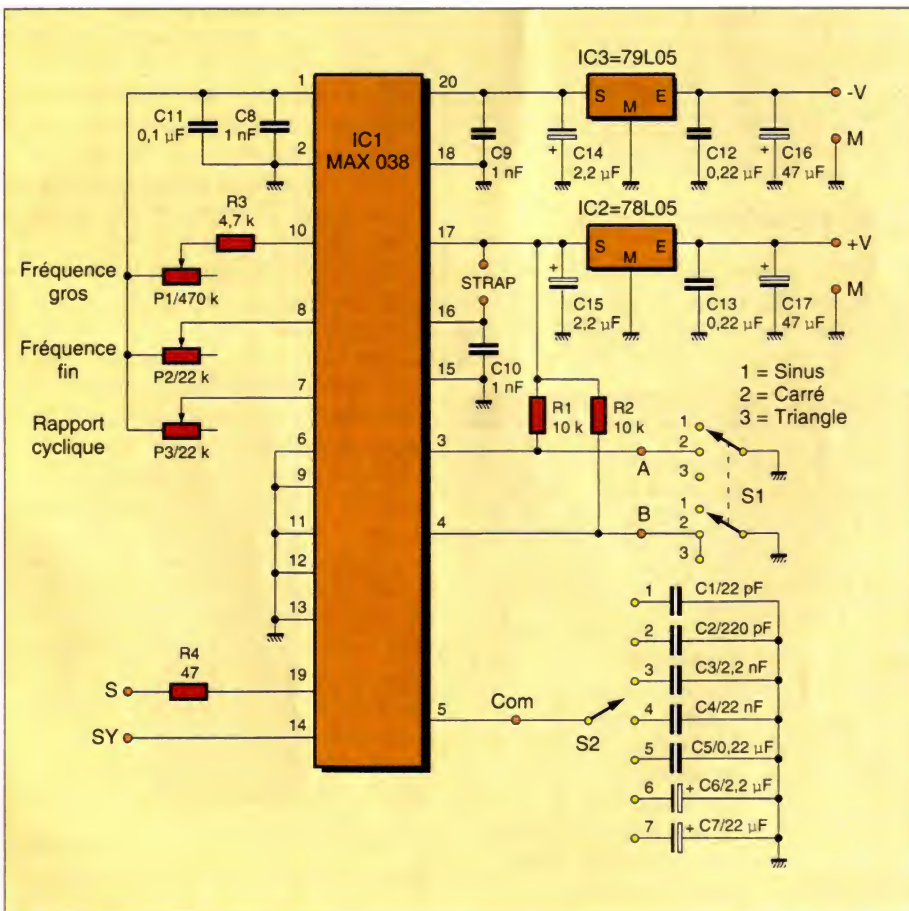 IC3=79L05
S
M
E
-V
M
C11
0,1 µF
C8
1 nF
1
2
IC1
MAX 038
20
18
C9
1 nF
C14
+
2,2 µF
C12
0,22 µF
C16
+
47 µF
R3
4,7 k
10
Fréquence
gros
P1/470 k
8
Fréquence
fin
P2/22 k
7
Rapport
cyclique
P3/22 k
IC2=78L05
17
S
M
E
+V
M
STRAP
16
15
C10
1 nF
+
C15
2,2 µF
C13
0,22 µF
+
C17
47 µF
1 = Sinus
2 = Carré
3 = Triangle
R1
10 k
R2
10 k
6
9
11
12
13
3
A
1
2
3
S1
4
B
1
2
3
R4
47
S
19
SY
14
5
Com
S2
1
C1/22 pF
2
C2/220 pF
3
C3/2,2 nF
4
C4/22 nF
5
C5/0,22 µF
6
+ C6/2,2 µF
7
+ C7/22 µF